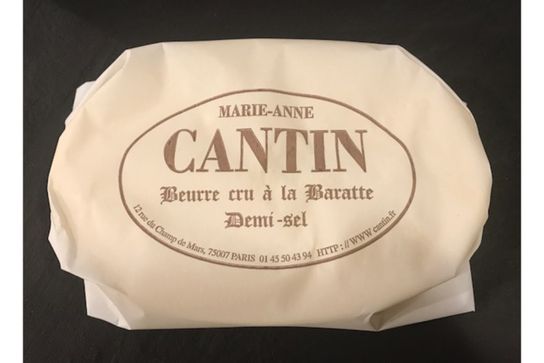 MARIE-ANNE
CANTIN
Beurre cru à la Baratte
Demi-sel
12 rue du Champ de Mars, 75007 PARIS 01 45 50 43 94 HTTP://WWW.cantin.fr